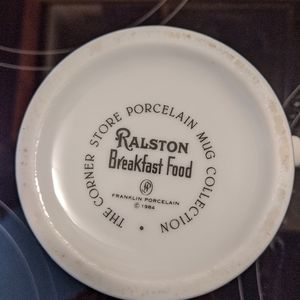 THE CORNER STORE PORCELAIN MUG COLLECTION
RALSTON
Breakfast Food
FRANKLIN PORCELAIN
© 1984